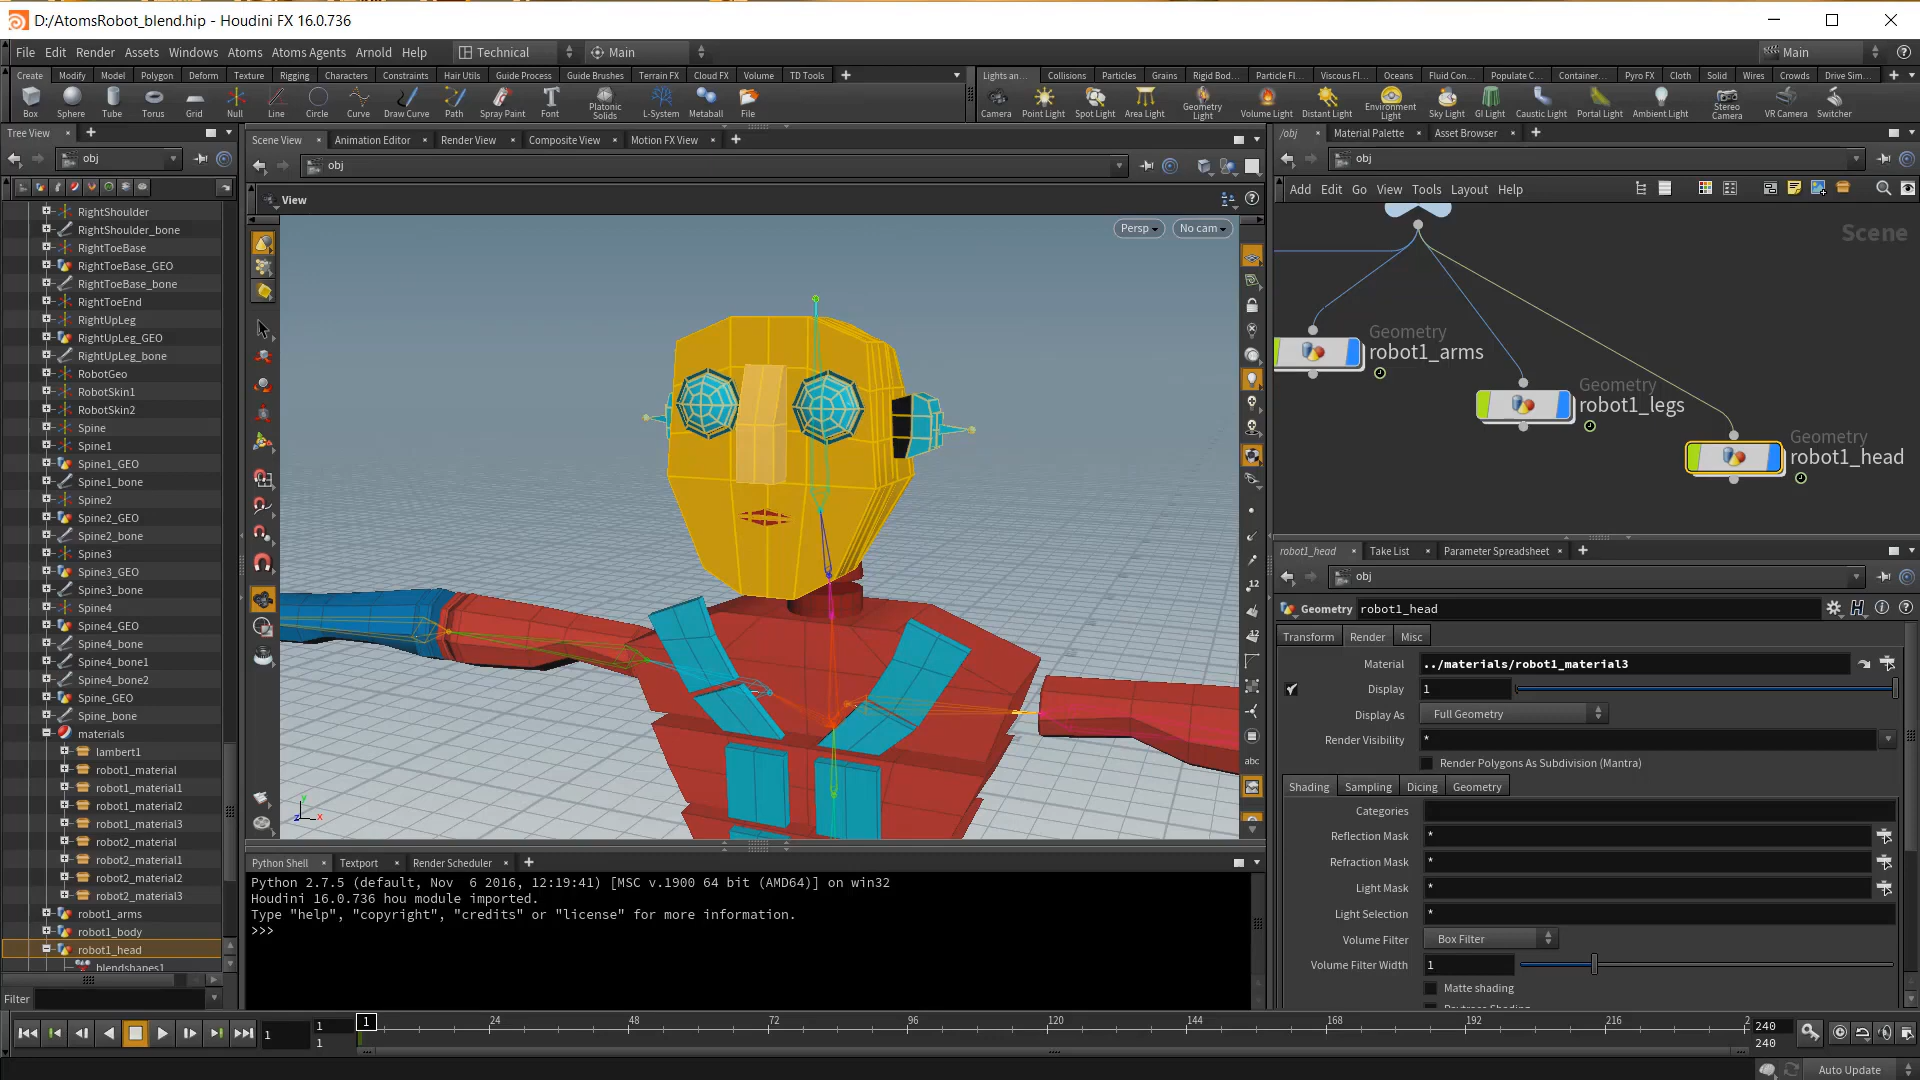 D:/AtomsRobot_blend.hip - Houdini FX 16.0.736
File Edit Render Assets Windows Atoms Atoms Agents Arnold Help Technical Main Main
Create Modify Model Polygon Deform Texture Rigging Characters Constraints Hair Utils Guide Process Guide Brushes Terrain FX Cloud FX Volume TD Tools
Lights an... Collisions Particles Grains Rigid Bod... Particle Fl... Viscous Fl... Oceans Fluid Con... Populate C... Container... Pyro FX Cloth Solid Wires Crowds Drive Sim...
Box Sphere Tube Torus Grid Null Line Circle Curve Draw Curve Path Spray Paint Font Platonic Solids L-System Metaball File
Camera Point Light Spot Light Area Light Geometry Light Volume Light Distant Light Environment Light Sky Light GI Light Caustic Light Portal Light Ambient Light Stereo Camera VR Camera Switcher
Tree View
obj
RightShoulder
RightShoulder_bone
RightToeBase
RightToeBase_GEO
RightToeBase_bone
RightToeEnd
RightUpLeg
RightUpLeg_GEO
RightUpLeg_bone
RobotGeo
RobotSkin1
RobotSkin2
Spine
Spine1
Spine1_GEO
Spine1_bone
Spine2
Spine2_GEO
Spine2_bone
Spine3
Spine3_GEO
Spine3_bone
Spine4
Spine4_GEO
Spine4_bone
Spine4_bone1
Spine4_bone2
Spine_GEO
Spine_bone
materials
lambert1
robot1_material
robot1_material1
robot1_material2
robot1_material3
robot2_material
robot2_material1
robot2_material2
robot2_material3
robot1_arms
robot1_body
robot1_head
blendshapes1
Filter
Scene View Animation Editor Render View Composite View Motion FX View
obj
View
Persp No cam
12
12
abc
Python Shell Textport Render Scheduler
Python 2.7.5 (default, Nov  6 2016, 12:19:41) [MSC v.1900 64 bit (AMD64)] on win32
Houdini 16.0.736 hou module imported.
Type "help", "copyright", "credits" or "license" for more information.
>>>
/obj Material Palette Asset Browser
obj
Add Edit Go View Tools Layout Help
Scene
Geometry
robot1_arms
Geometry
robot1_legs
Geometry
robot1_head
robot1_head Take List Parameter Spreadsheet
obj
Geometry robot1_head
Transform Render Misc
Material ../materials/robot1_material3
Display 1
Display As Full Geometry
Render Visibility *
Render Polygons As Subdivision (Mantra)
Shading Sampling Dicing Geometry
Categories
Reflection Mask *
Refraction Mask *
Light Mask *
Light Selection *
Volume Filter Box Filter
Volume Filter Width 1
Matte shading
1 1 1 1 24 48 72 96 120 144 168 192 216 2 240
240
Auto Update